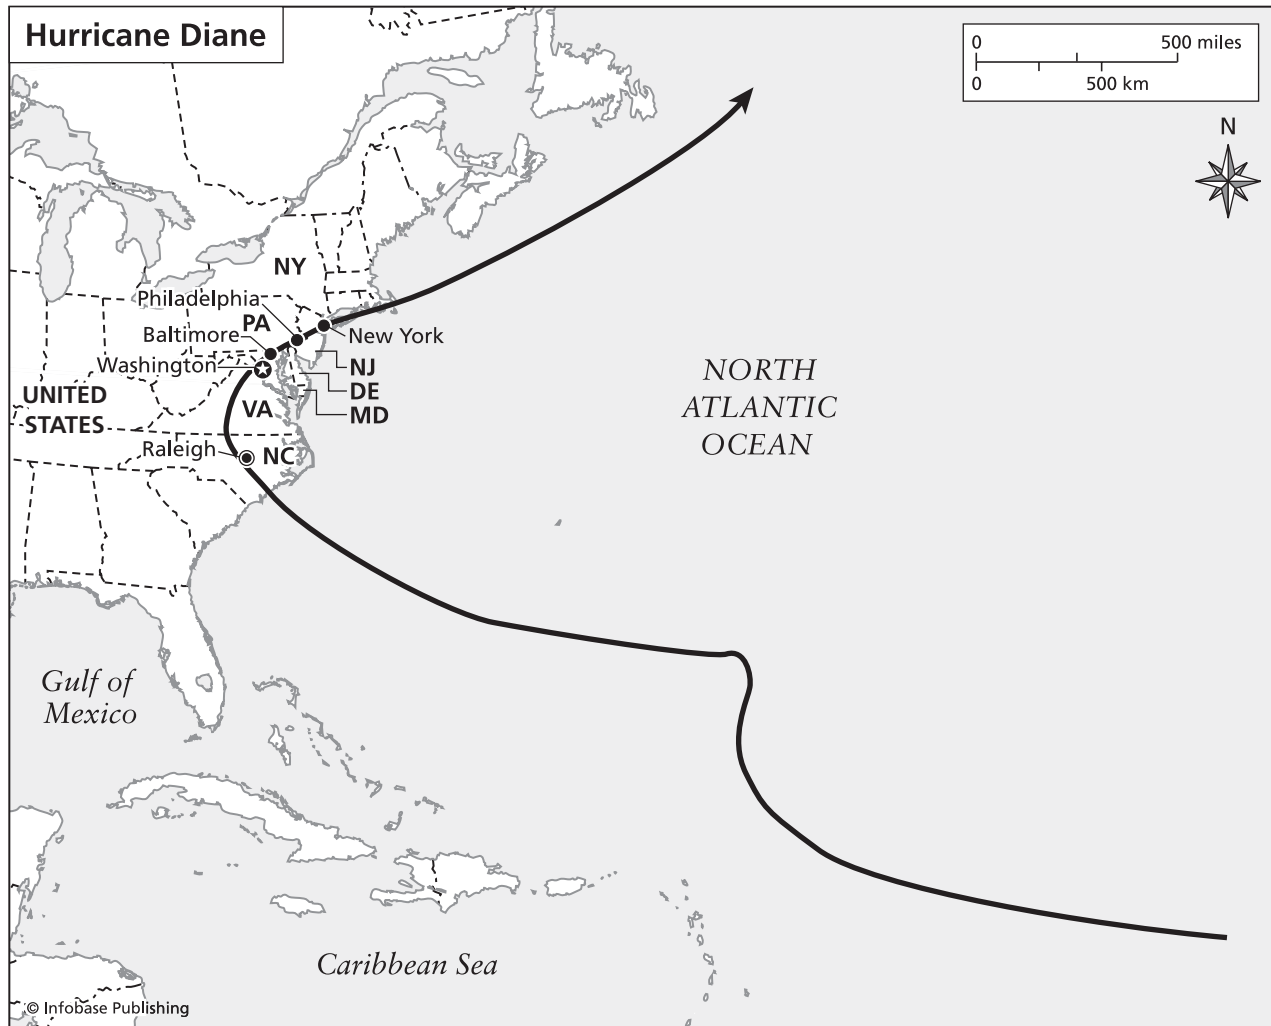 Hurricane Diane
0 500 miles
0 500 km
N
NY
Philadelphia
PA
Baltimore
New York
Washington
NJ
DE
MD
UNITED
STATES
VA
Raleigh
NC
NORTH
ATLANTIC
OCEAN
Gulf of
Mexico
Caribbean Sea
© Infobase Publishing